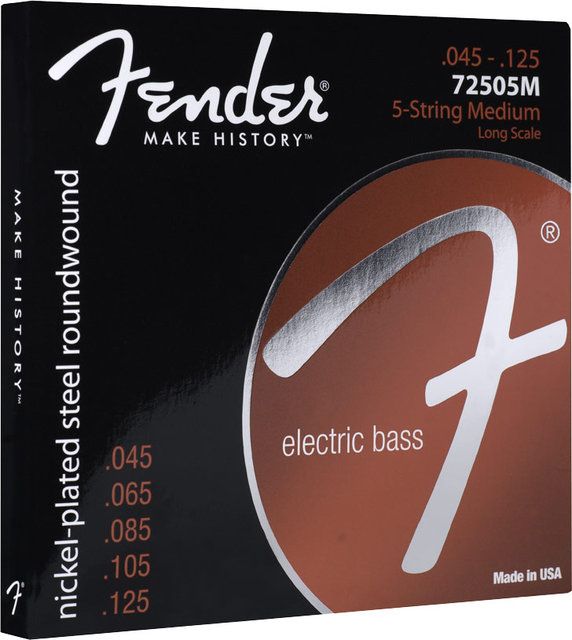 Fender®
MAKE HISTORY™
.045 - .125
72505M
5-String Medium
Long Scale
MAKE HISTORY™
nickel-plated steel roundwound
F®
electric bass
.045
.065
.085
.105
.125
Made in USA
F®